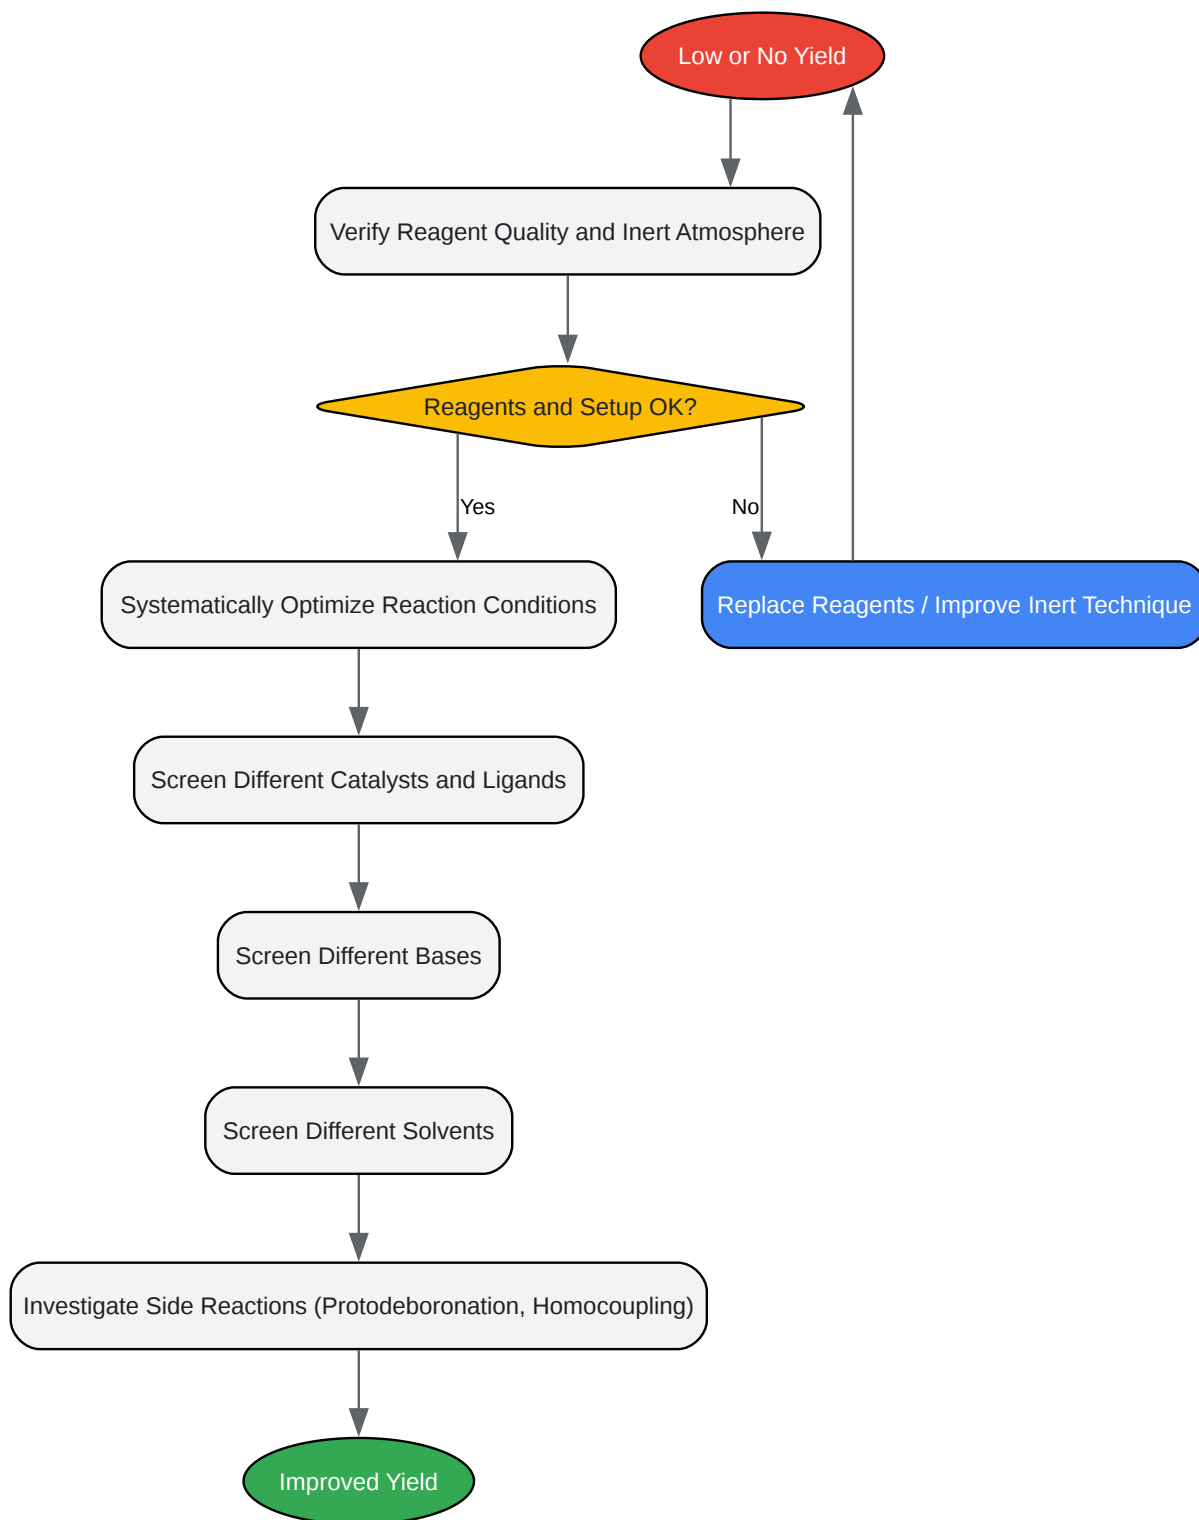 Low or No Yield
Verify Reagent Quality and Inert Atmosphere
Reagents and Setup OK?
Yes
No
Systematically Optimize Reaction Conditions
Replace Reagents / Improve Inert Technique
Screen Different Catalysts and Ligands
Screen Different Bases
Screen Different Solvents
Investigate Side Reactions (Protodeboronation, Homocoupling)
Improved Yield